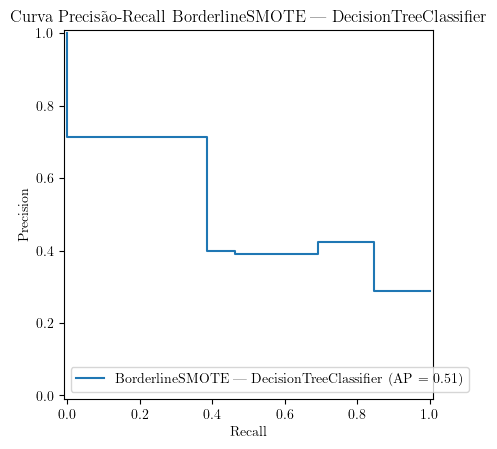 Curva Precisão-Recall BorderlineSMOTE — DecisionTreeClassifier
1.0
0.8
0.6
0.4
0.2
0.0
Precision
BorderlineSMOTE — DecisionTreeClassifier (AP = 0.51)
0.0 0.2 0.4 0.6 0.8 1.0
Recall